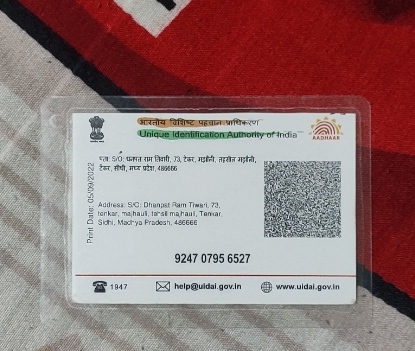 भारतीय विशिष्ट पहचान प्राधिकरण
Unique Identification Authority of India
AADHAAR
पता: S/O: धनपत राम तिवारी, 73, टेंकर, मझौली, तहसील मझौली,
टेंकर, सीधी, मध्य प्रदेश, 486666
Print Date: 05/09/2022
Address: S/O: Dhanpat Ram Tiwari, 73,
tenkar, majhauli, tehsil majhauli, Tenkar,
Sidhi, Madhya Pradesh, 486666
9247 0795 6527
1947
help@uidai.gov.in
www.uidai.gov.in